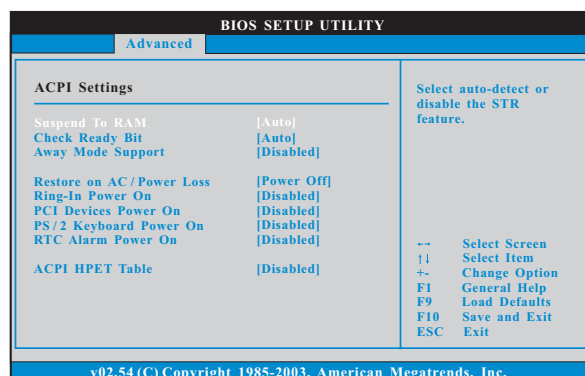 BIOS SETUP UTILITY
Advanced
ACPI Settings
Suspend To RAM [Auto]
Check Ready Bit [Auto]
Away Mode Support [Disabled]
Restore on AC / Power Loss [Power Off]
Ring-In Power On [Disabled]
PCI Devices Power On [Disabled]
PS / 2 Keyboard Power On [Disabled]
RTC Alarm Power On [Disabled]
ACPI HPET Table [Disabled]
Select auto-detect or
disable the STR
feature.
←→ Select Screen
↑↓ Select Item
+- Change Option
F1 General Help
F9 Load Defaults
F10 Save and Exit
ESC Exit
v02.54 (C) Copyright 1985-2003, American Megatrends, Inc.